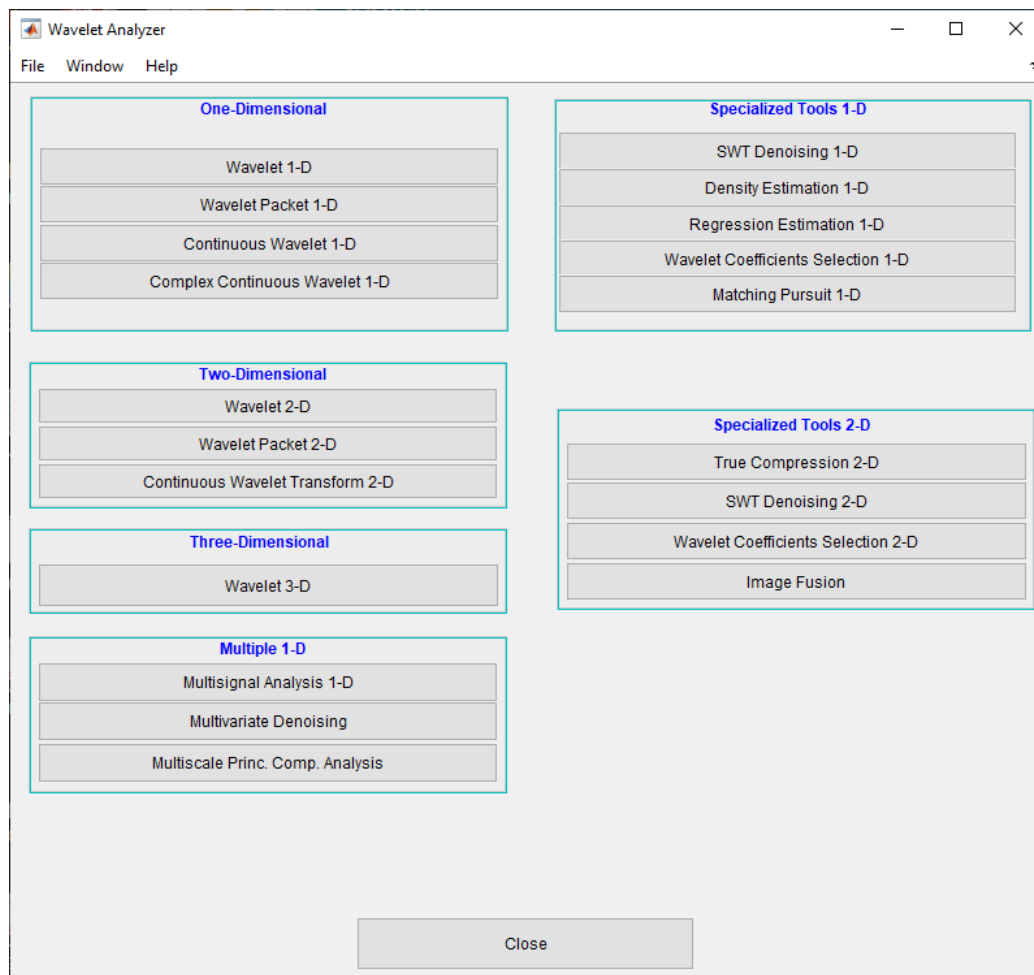 Wavelet Analyzer
File Window Help
One-Dimensional
Wavelet 1-D
Wavelet Packet 1-D
Continuous Wavelet 1-D
Complex Continuous Wavelet 1-D
Two-Dimensional
Wavelet 2-D
Wavelet Packet 2-D
Continuous Wavelet Transform 2-D
Three-Dimensional
Wavelet 3-D
Multiple 1-D
Multisignal Analysis 1-D
Multivariate Denoising
Multiscale Princ. Comp. Analysis
Specialized Tools 1-D
SWT Denoising 1-D
Density Estimation 1-D
Regression Estimation 1-D
Wavelet Coefficients Selection 1-D
Matching Pursuit 1-D
Specialized Tools 2-D
True Compression 2-D
SWT Denoising 2-D
Wavelet Coefficients Selection 2-D
Image Fusion
Close